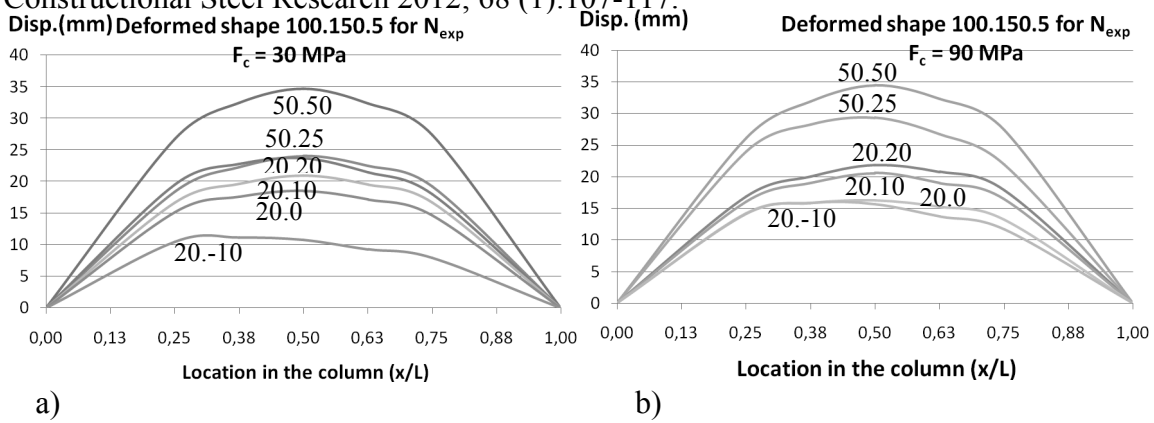 Constructional Steel Research 2012; 68 (1):107-117.
Disp.(mm) Deformed shape 100.150.5 for Nexp
Fc = 30 MPa
40
35
30
25
20
15
10
5
0
50.50
50.25
20.20
20.10
20.0
20.-10
0,00 0,13 0,25 0,38 0,50 0,63 0,75 0,88 1,00
Location in the column (x/L)
a)
Disp. (mm)
Deformed shape 100.150.5 for Nexp
Fc = 90 MPa
40
35
30
25
20
15
10
5
0
50.50
50.25
20.20
20.10
20.0
20.-10
0,00 0,13 0,25 0,38 0,50 0,63 0,75 0,88 1,00
Location in the column (x/L)
b)